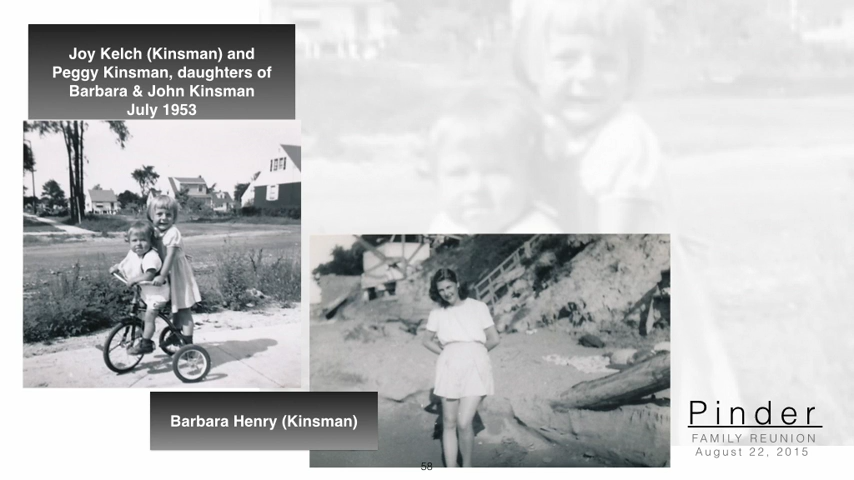 Joy Kelch (Kinsman) and
Peggy Kinsman, daughters of
Barbara & John Kinsman
July 1953
Barbara Henry (Kinsman)
Pinder
FAMILY REUNION
August 22, 2015
58